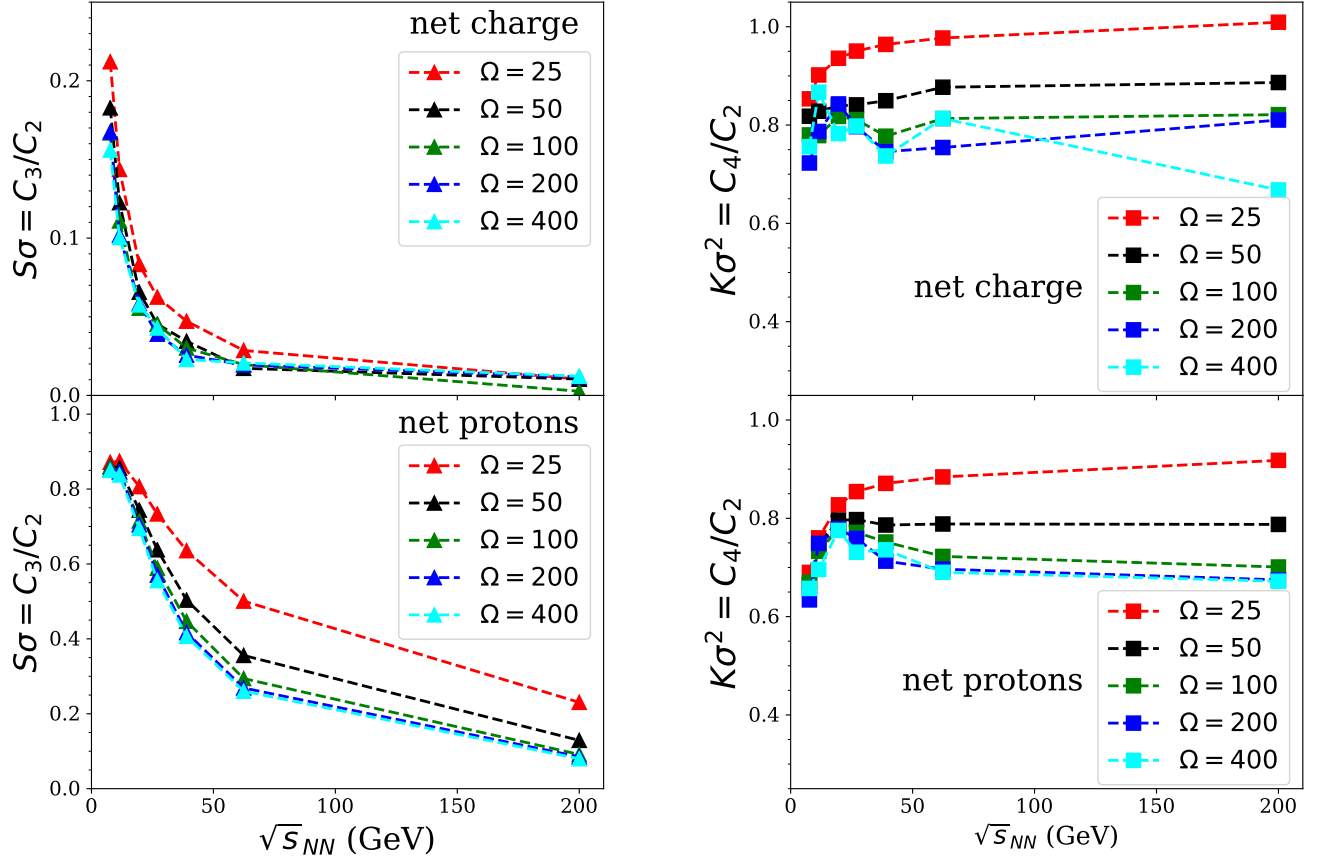 net charge
Sσ = C₃/C₂
0.2
0.1
0.0
Ω = 25
Ω = 50
Ω = 100
Ω = 200
Ω = 400
Kσ² = C₄/C₂
1.0
0.8
0.6
0.4
net charge
Ω = 25
Ω = 50
Ω = 100
Ω = 200
Ω = 400
net protons
Sσ = C₃/C₂
1.0
0.8
0.6
0.4
0.2
0.0
Ω = 25
Ω = 50
Ω = 100
Ω = 200
Ω = 400
0 50 100 150 200
√s_NN (GeV)
Kσ² = C₄/C₂
1.0
0.8
0.6
0.4
net protons
Ω = 25
Ω = 50
Ω = 100
Ω = 200
Ω = 400
0 50 100 150 200
√s_NN (GeV)